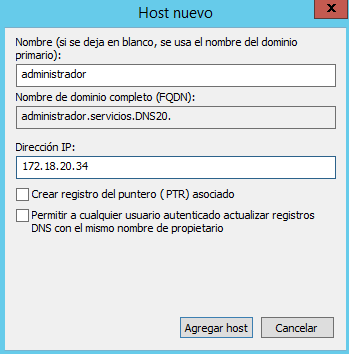 Host nuevo
x
Nombre (si se deja en blanco, se usa el nombre del dominio
primario):
administrador
Nombre de dominio completo (FQDN):
administrador.servicios.DNS20.
Dirección IP:
172.18.20.34
Crear registro del puntero (PTR) asociado
Permitir a cualquier usuario autenticado actualizar registros
DNS con el mismo nombre de propietario
Agregar host
Cancelar